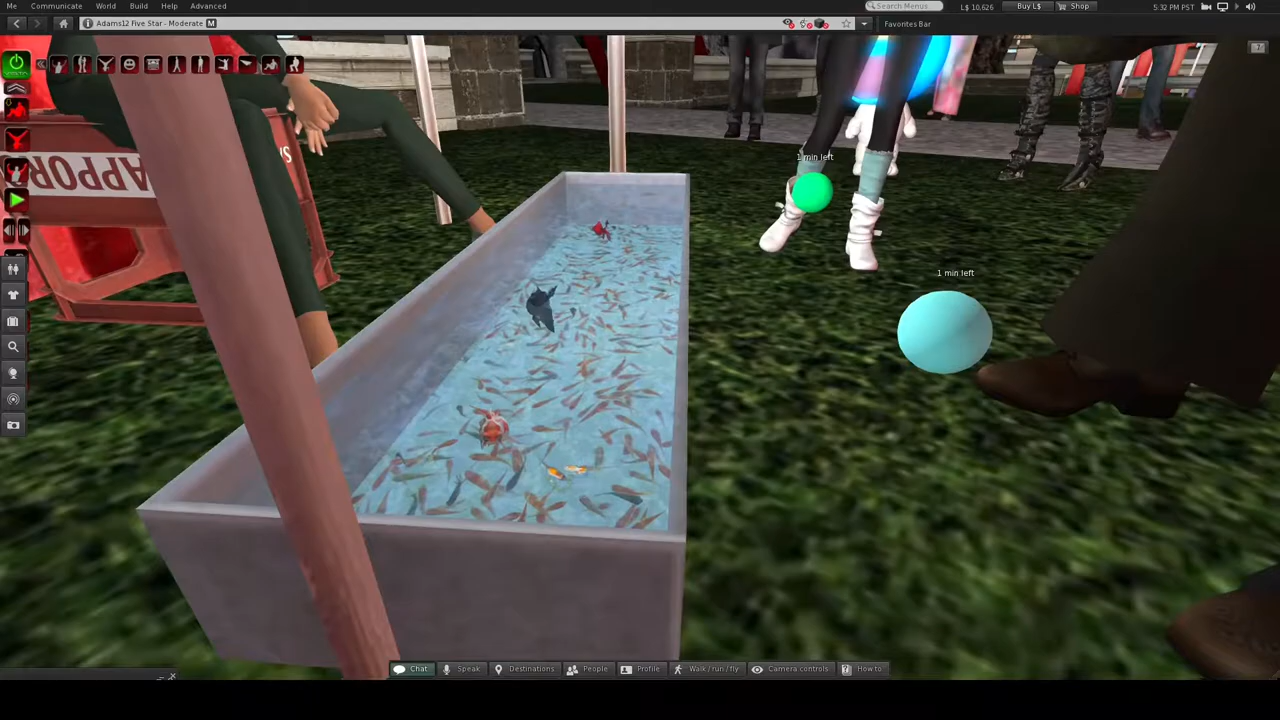 Me Communicate World Build Help Advanced
Search Menus
L$ 10,626 Buy L$ Shop 5:32 PM PST
Adams12 Five Star - Moderate M
Favorites Bar
1 min left
1 min left
Chat Speak Destinations People Profile Walk / run / fly Camera controls How to